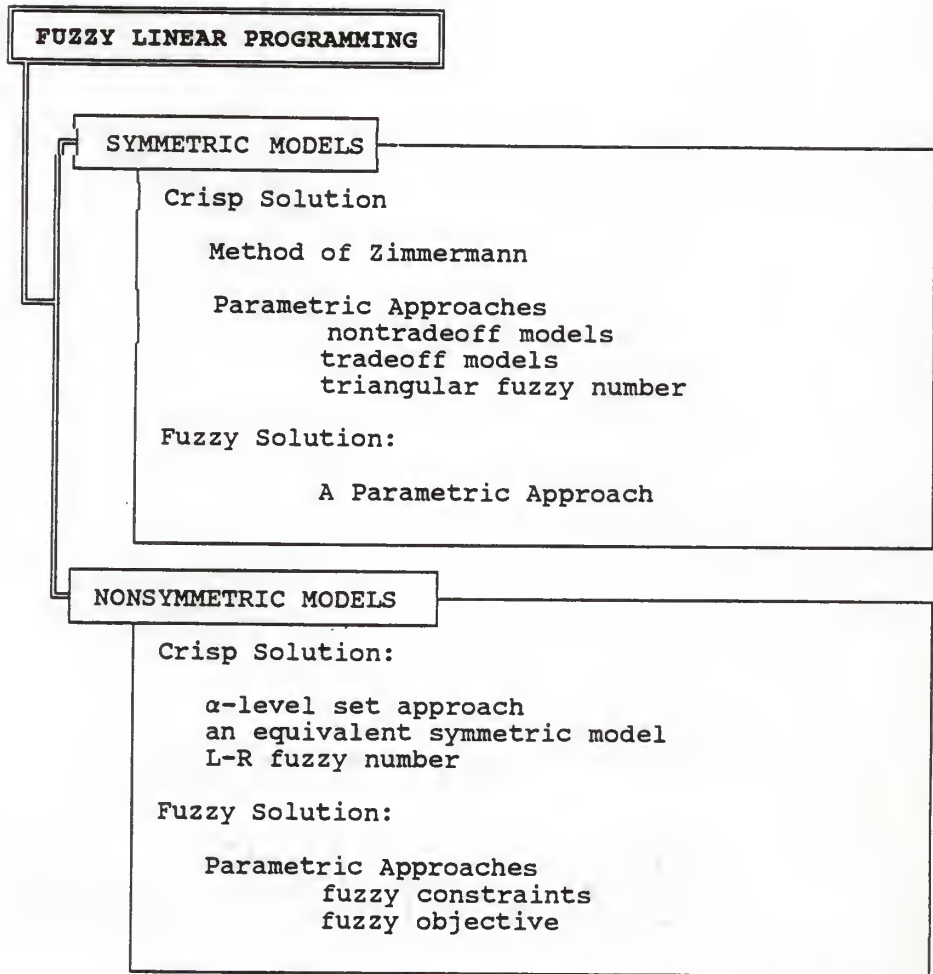 FUZZY LINEAR PROGRAMMING
SYMMETRIC MODELS
Crisp Solution
Method of Zimmermann
Parametric Approaches
nontradeoff models
tradeoff models
triangular fuzzy number
Fuzzy Solution:
A Parametric Approach
NONSYMMETRIC MODELS
Crisp Solution:
α-level set approach
an equivalent symmetric model
L-R fuzzy number
Fuzzy Solution:
Parametric Approaches
fuzzy constraints
fuzzy objective